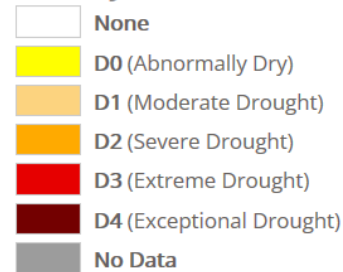 None
D0 (Abnormally Dry)
D1 (Moderate Drought)
D2 (Severe Drought)
D3 (Extreme Drought)
D4 (Exceptional Drought)
No Data